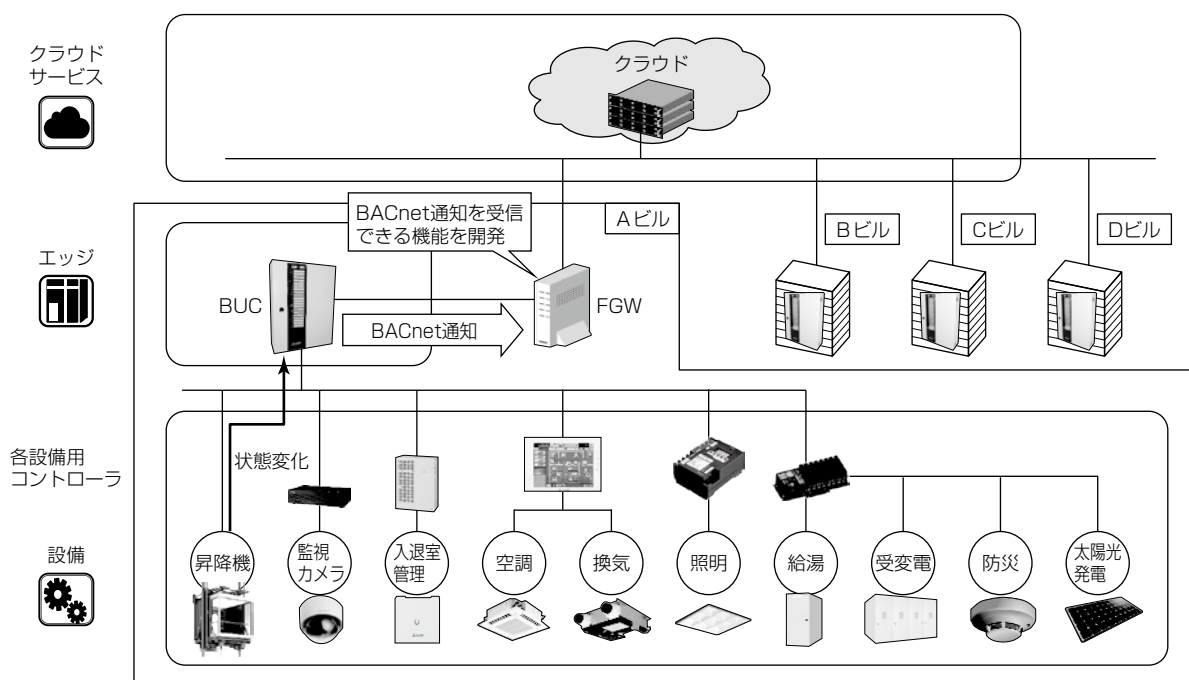 クラウド
サービス
クラウド
BACnet通知を受信
できる機能を開発
Aビル
Bビル
Cビル
Dビル
エッジ
BUC
FGW
BACnet通知
各設備用
コントローラ
状態変化
設備
昇降機
監視
カメラ
入退室
管理
空調
換気
照明
給湯
受変電
防災
太陽光
発電